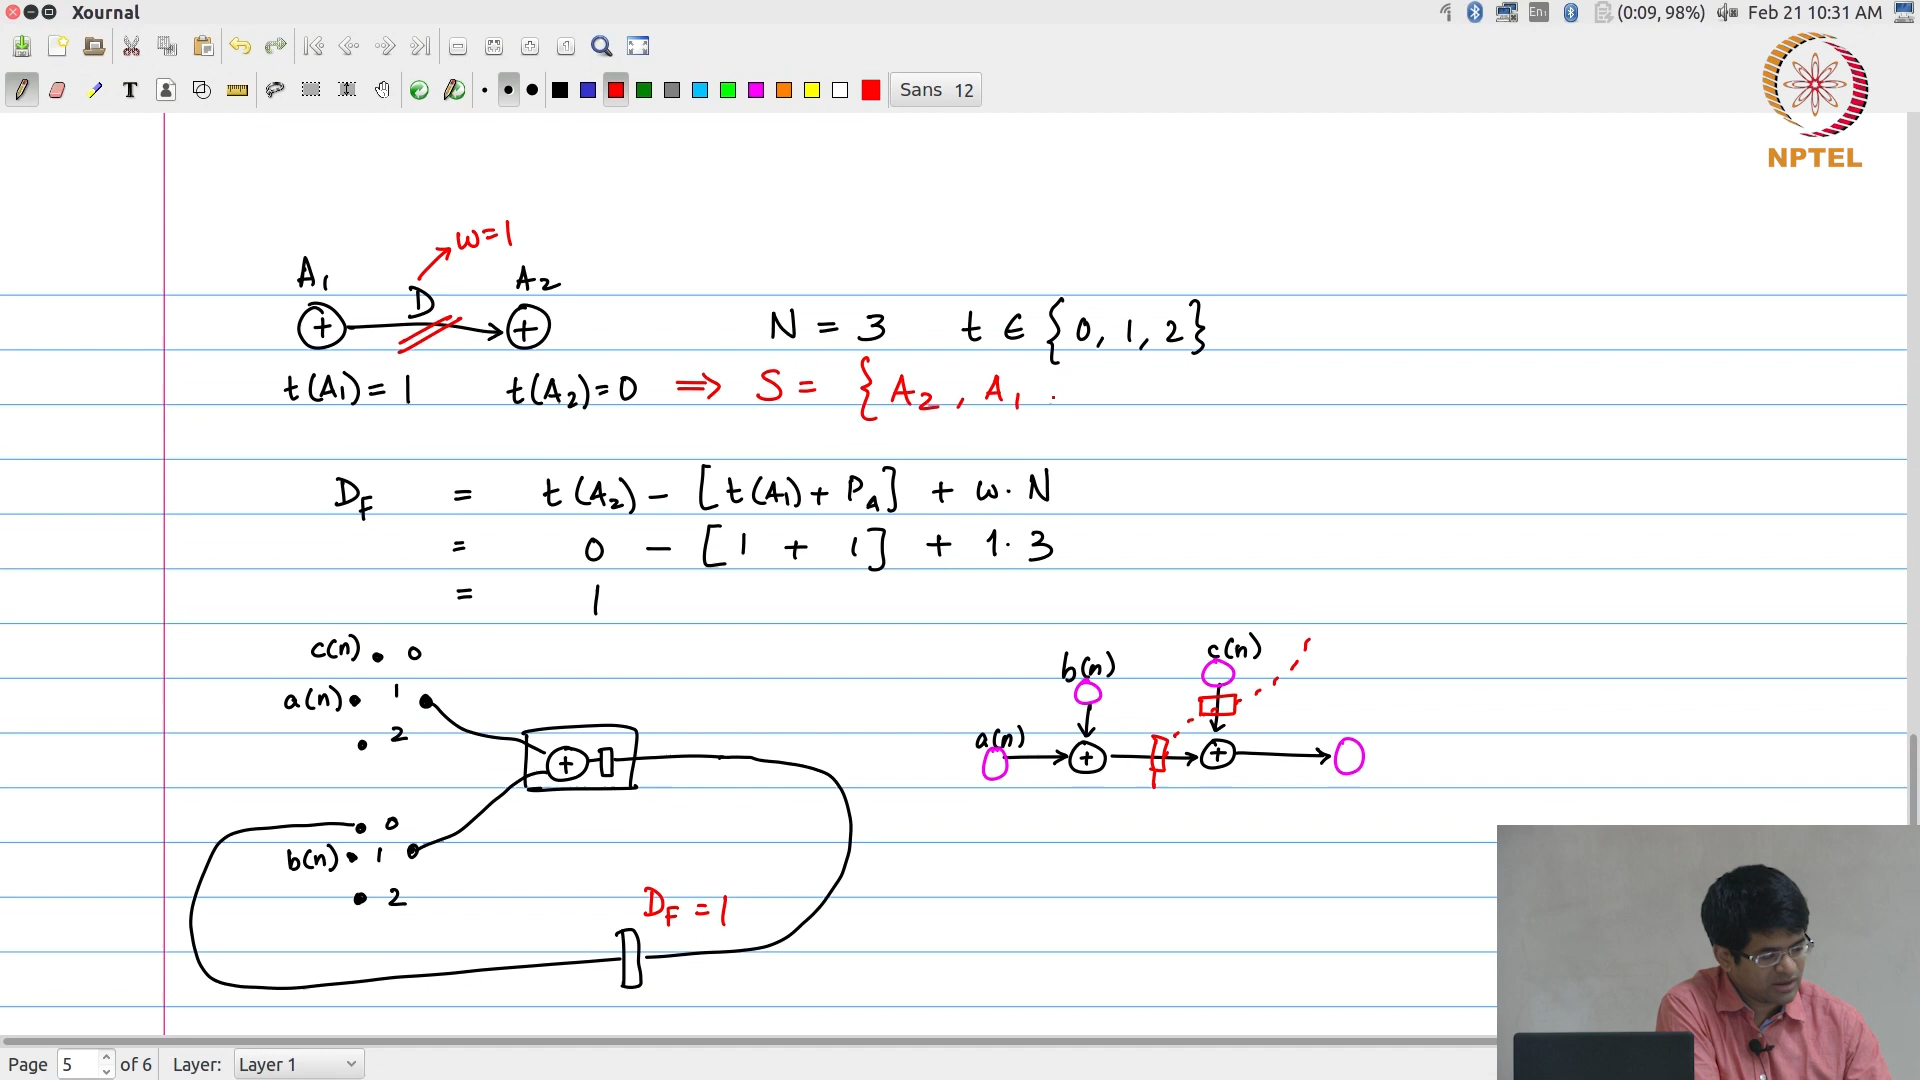 Xournal
(0:09, 98%) Feb 21 10:31 AM
En1
T
Sans 12
NPTEL
w=1
A1 D A2
+ +
N = 3 t ∈ {0, 1, 2}
t(A1) = 1 t(A2)=0 ⇒ S = { A2, A1
DF = t(A2) - [t(A1) + PA] + w. N
= 0 - [1 + 1] + 1. 3
= 1
c(n) 0
a(n) 1
2
+
0
b(n) 1
2
DF = 1
b(n) c(n)
a(n) + +
Page 5 of 6 Layer: Layer 1